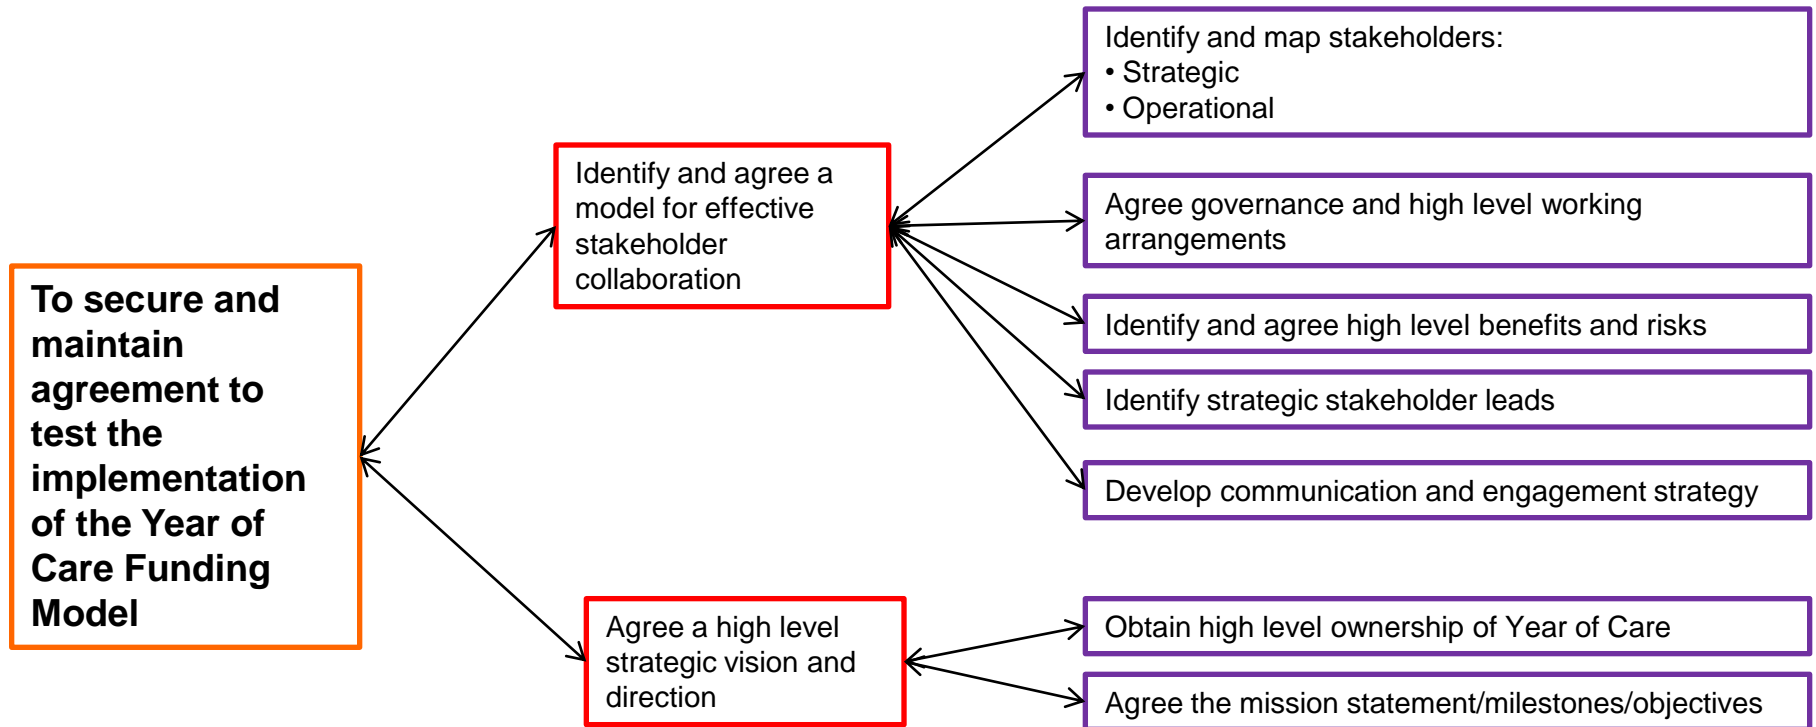 To secure and
maintain
agreement to
test the
implementation
of the Year of
Care Funding
Model
Identify and agree a
model for effective
stakeholder
collaboration
Agree a high level
strategic vision and
direction
Identify and map stakeholders:
• Strategic
• Operational
Agree governance and high level working
arrangements
Identify and agree high level benefits and risks
Identify strategic stakeholder leads
Develop communication and engagement strategy
Obtain high level ownership of Year of Care
Agree the mission statement/milestones/objectives